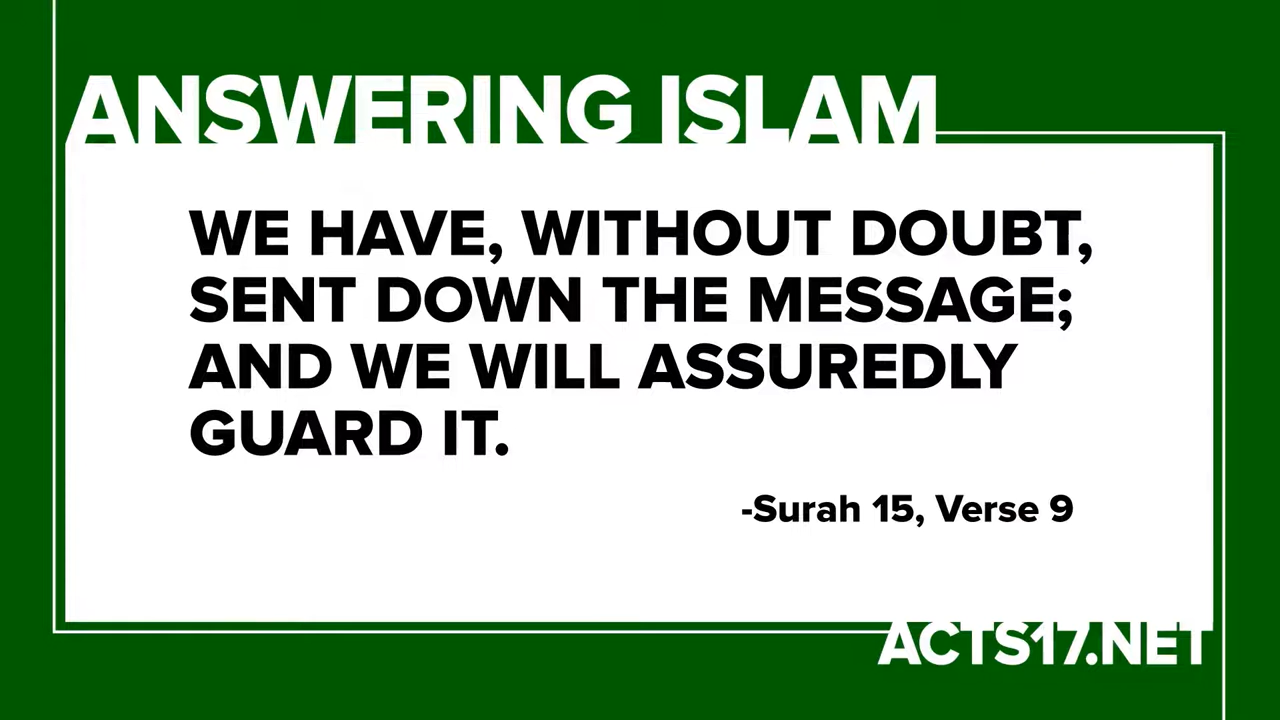 ANSWERING ISLAM
WE HAVE, WITHOUT DOUBT,
SENT DOWN THE MESSAGE;
AND WE WILL ASSUREDLY
GUARD IT.
-Surah 15, Verse 9
ACTS17.NET